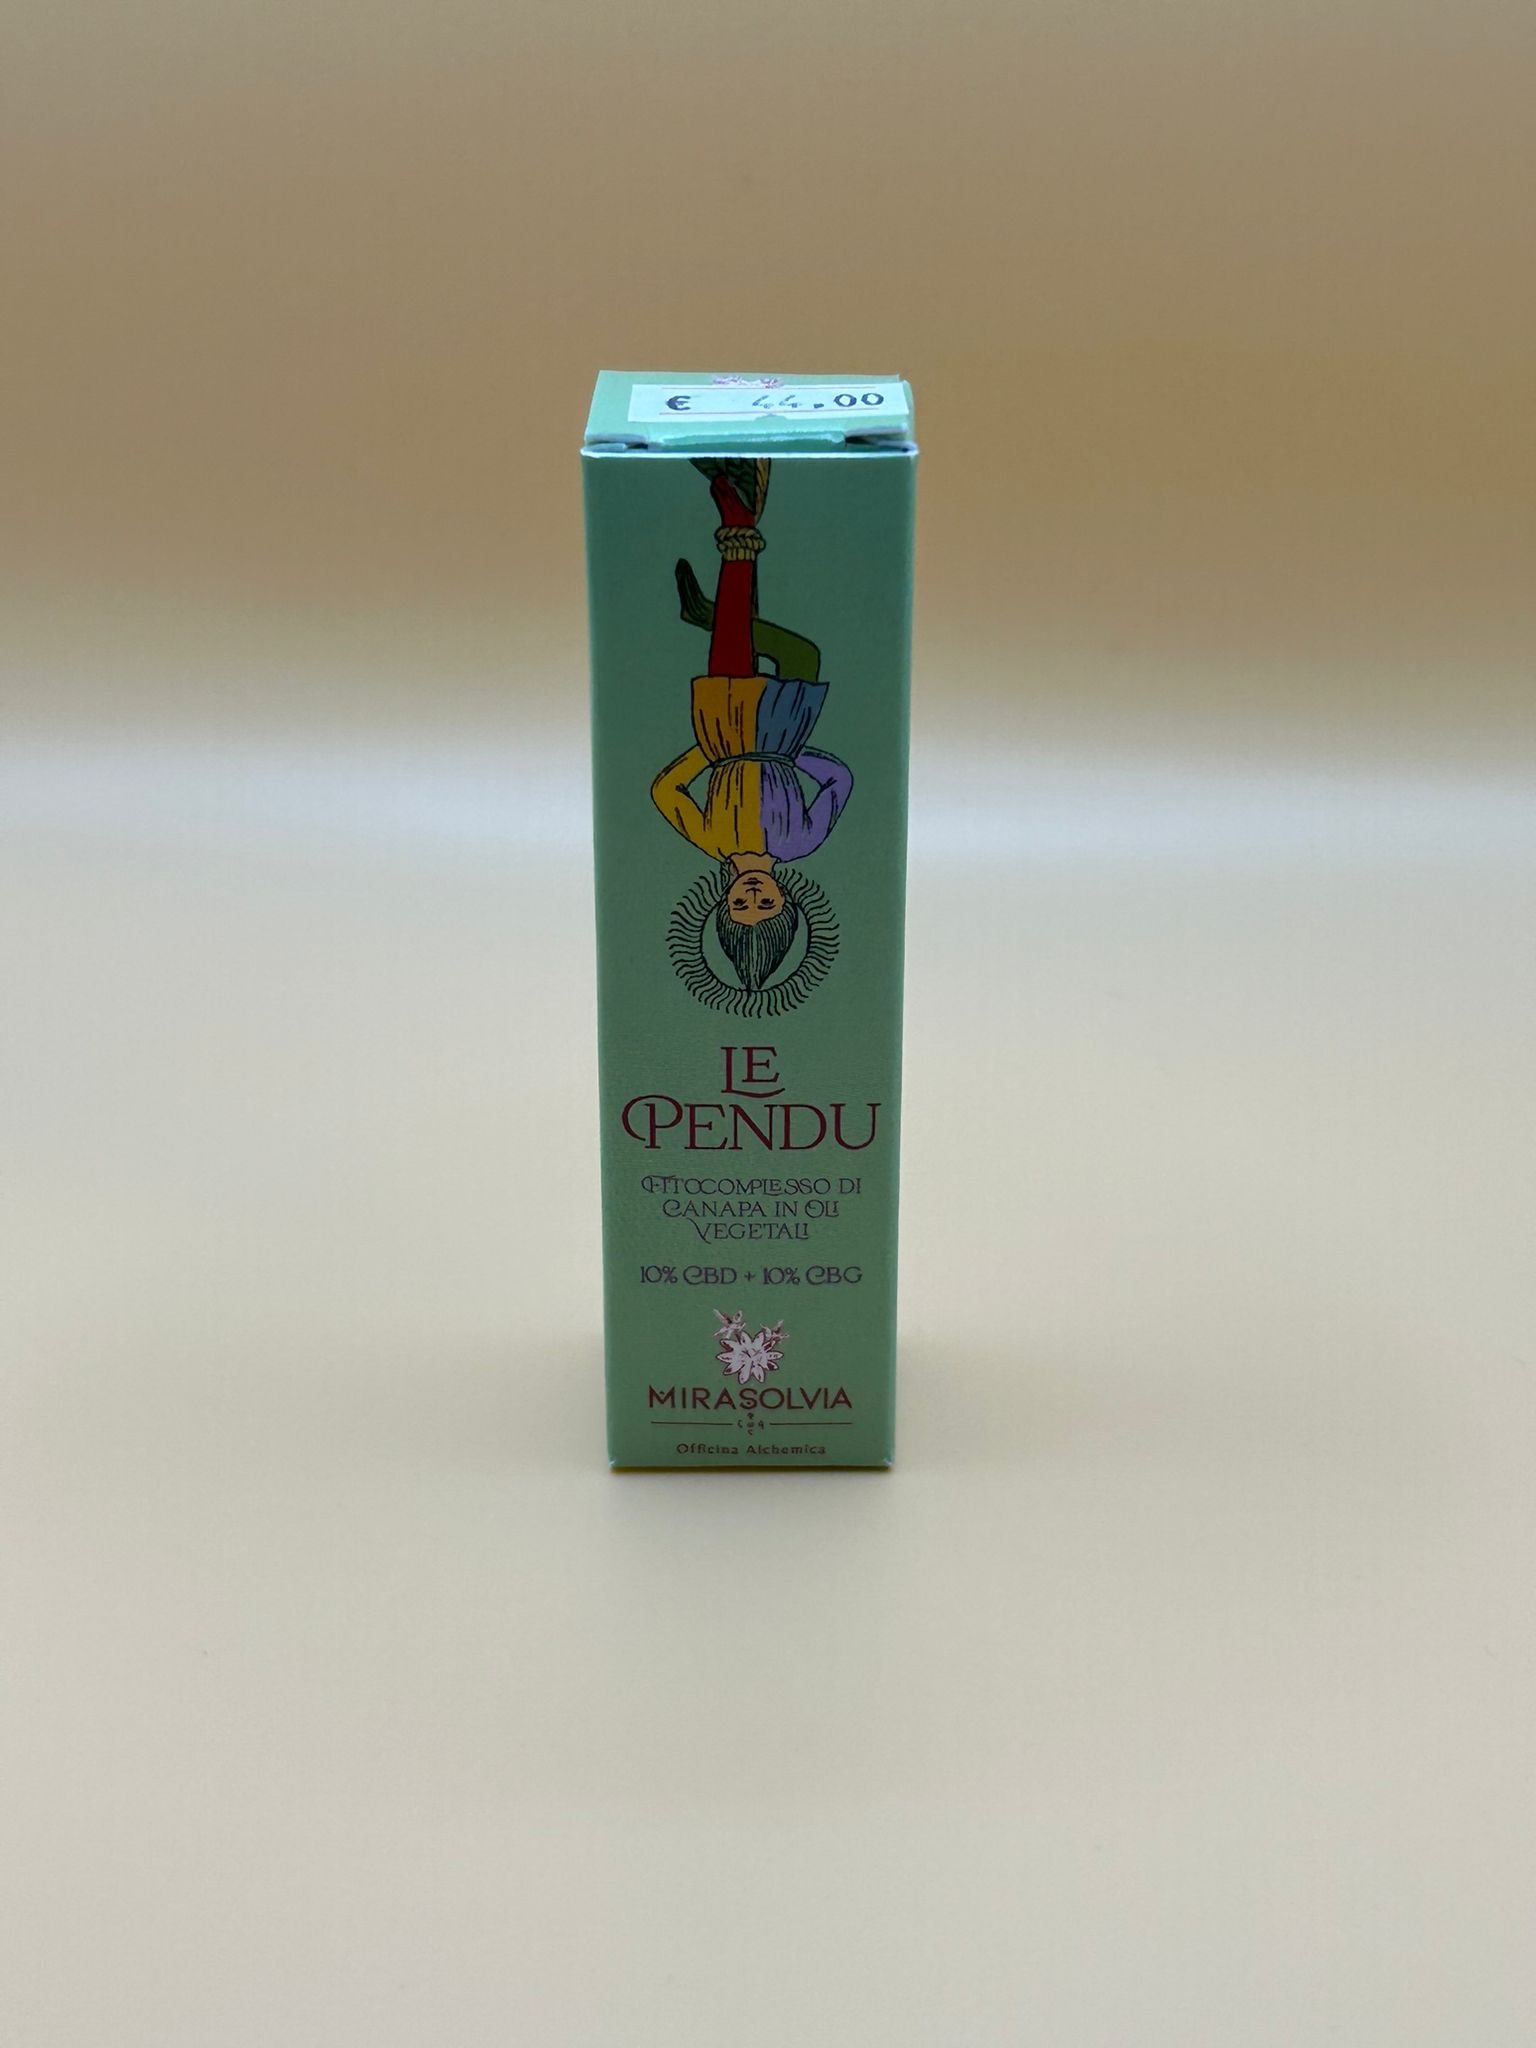 € 44.00
LE
PENDU
FITOCOMPLESSO DI
CANAPA IN OLI
VEGETALI
10% CBD + 10% CBG
MIRASOLVIA
Officina Alchemica